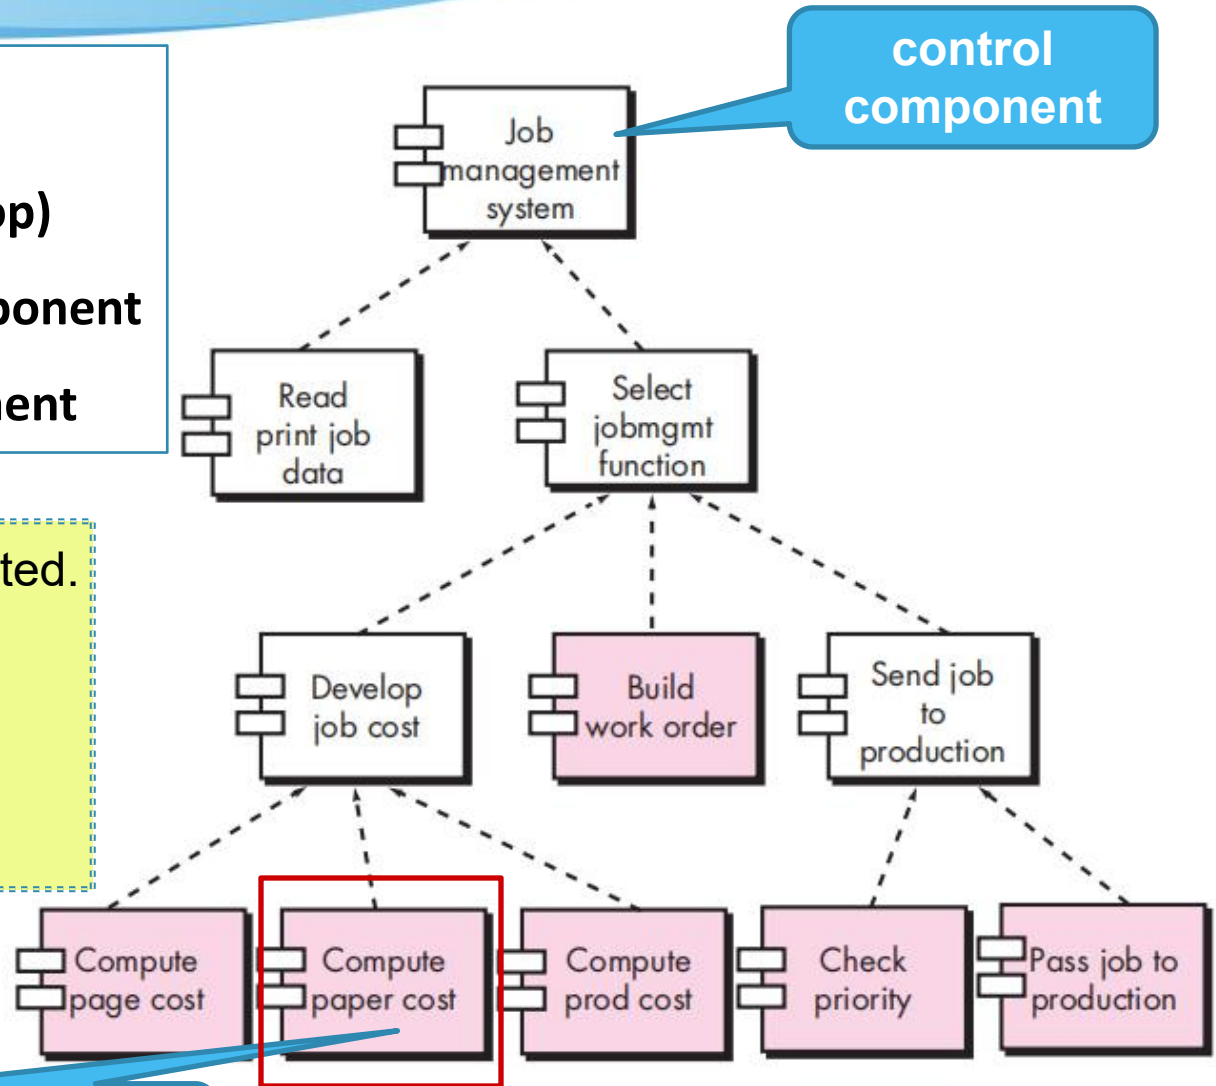 control
component
Job
management
system
pp)
ponent
nent
Read
print job
data
Select
jobmgmt
function
ted.
Develop
job cost
Build
work order
Send job
to
production
Compute
page cost
Compute
paper cost
Compute
prod cost
Check
priority
Pass job to
production